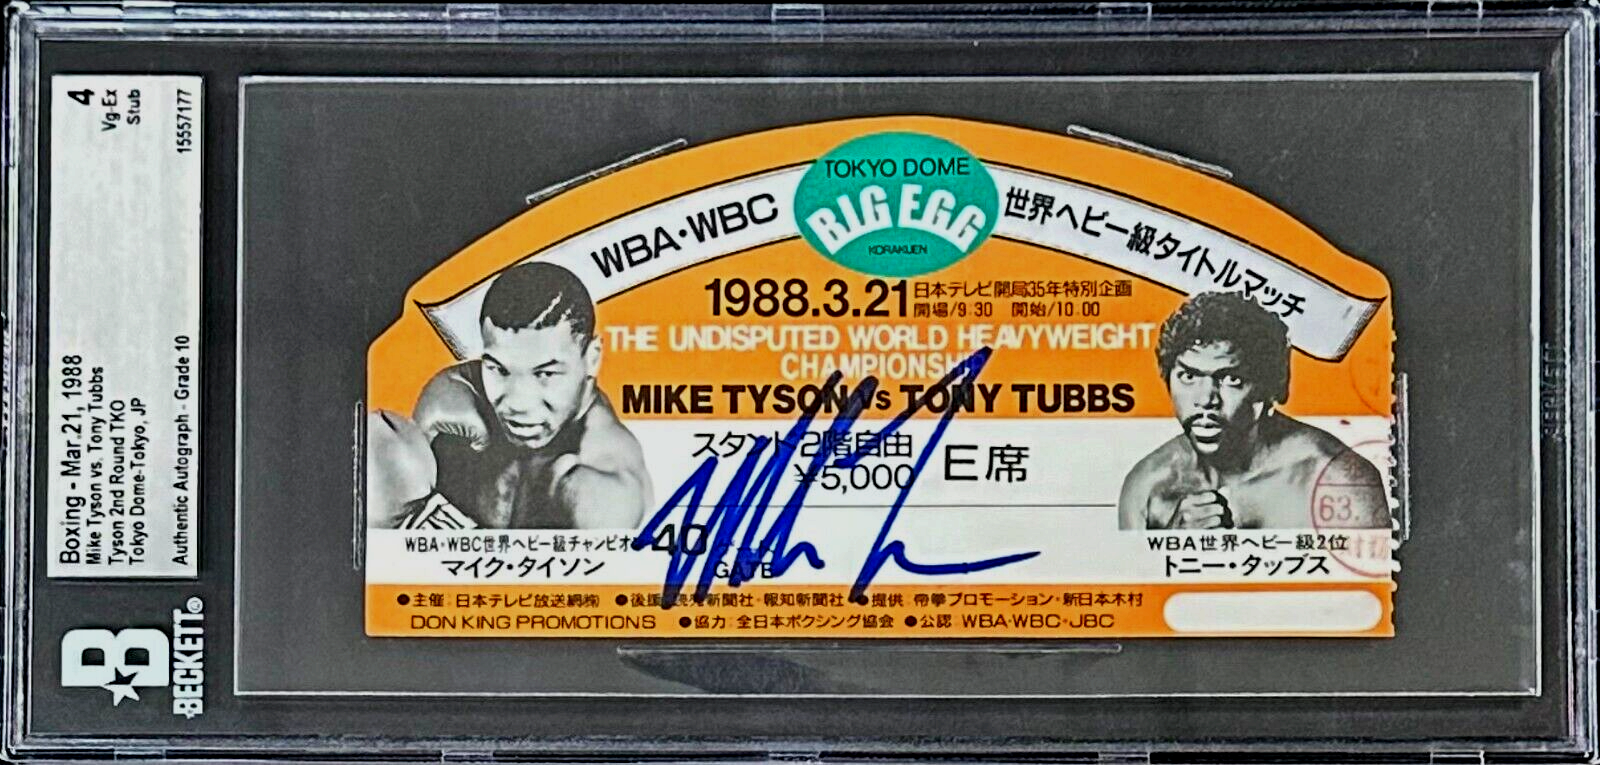 Boxing - Mar.21, 1988
Mike Tyson vs. Tony Tubbs
Tyson 2nd Round TKO
Tokyo Dome-Tokyo, JP
Authentic Autograph - Grade 10
4
Vg-Ex
Stub
15557177
B
BECKETT
TOKYO DOME
BIG EGG
KORAKUEN
WBA・WBC
世界ヘビー級タイトルマッチ
1988.3.21
日本テレビ開局35年特別企画
開場/9:30 開始/10:00
THE UNDISPUTED WORLD HEAVYWEIGHT
CHAMPIONSHIP
MIKE TYSON vs TONY TUBBS
スタンド2階自由
¥5,000
E席
40
GATE
WBA・WBC世界ヘビー級チャンピオン
マイク・タイソン
WBA世界ヘビー級2位
トニー・タップス
63.
●主催：日本テレビ放送網㈱ ●後援：読売新聞社・報知新聞社 ●提供：帝拳プロモーション・新日本木村
DON KING PROMOTIONS ●協力：全日本ボクシング協会 ●公認：WBA・WBC・JBC